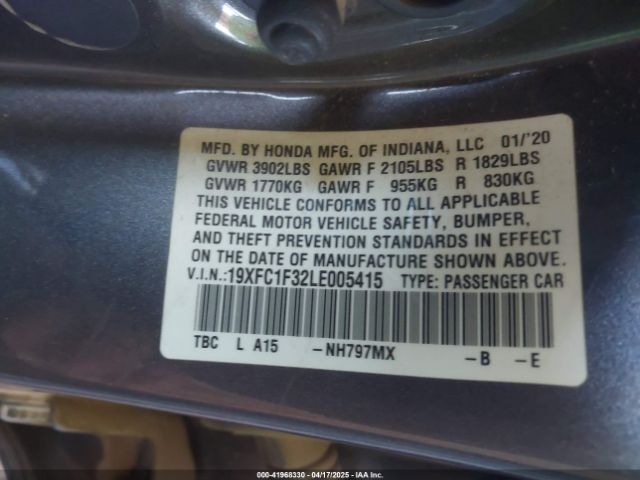 MFD. BY HONDA MFG. OF INDIANA, LLC 01/'20
GVWR 3902LBS GAWR F 2105LBS R 1829LBS
GVWR 1770KG GAWR F 955KG R 830KG
THIS VEHICLE CONFORMS TO ALL APPLICABLE
FEDERAL MOTOR VEHICLE SAFETY, BUMPER,
AND THEFT PREVENTION STANDARDS IN EFFECT
ON THE DATE OF MANUFACTURE SHOWN ABOVE.
V.I.N.:19XFC1F32LE005415 TYPE: PASSENGER CAR
TBC L A15 -NH797MX -B -E
000-41968330 - 04/17/2025 - IAA Inc.